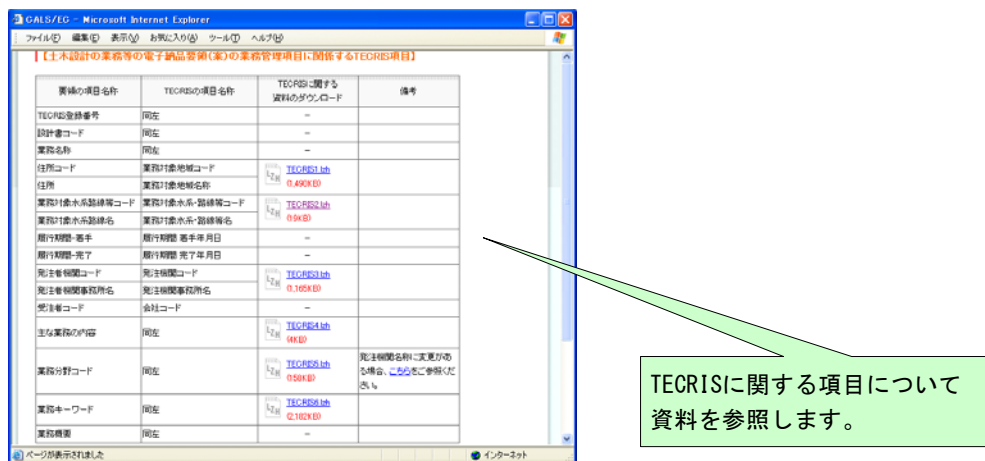 CALS/EC - Microsoft Internet Explorer
ファイル(F) 編集(E) 表示(V) お気に入り(A) ツール(T) ヘルプ(H)
【土木設計の業務等の電子納品要領(案)の業務管理項目に関係するTECRIS項目】
要領の項目名称 TECRISの項目名称 TECRISに関する資料のダウンロード 備考
TECRIS登録番号 同左 −
設計書コード 同左 −
業務名称 同左 −
住所コード 業務対象地域コード TECRIS1.lzh
住所 業務対象地域名称 (1,490KB)
業務対象水系路線等コード 業務対象水系・路線等コード TECRIS2.lzh
業務対象水系路線名 業務対象水系・路線等名 (19KB)
履行期間-着手 履行期間 着手年月日 −
履行期間-完了 履行期間 完了年月日 −
発注者機関コード 発注機関コード TECRIS3.lzh
発注者機関事務所名 発注機関事務所名 (1,165KB)
受注者コード 会社コード −
主な業務の内容 同左 TECRIS4.lzh
(4KB)
業務分野コード 同左 TECRIS5.lzh
(150KB)
発注機関名称に変更があ
る場合、こちらをご参照くだ
さい。
業務キーワード 同左 TECRIS6.lzh
(2,182KB)
業務概要 同左 −
ページが表示されました インターネット
TECRISに関する項目について
資料を参照します。